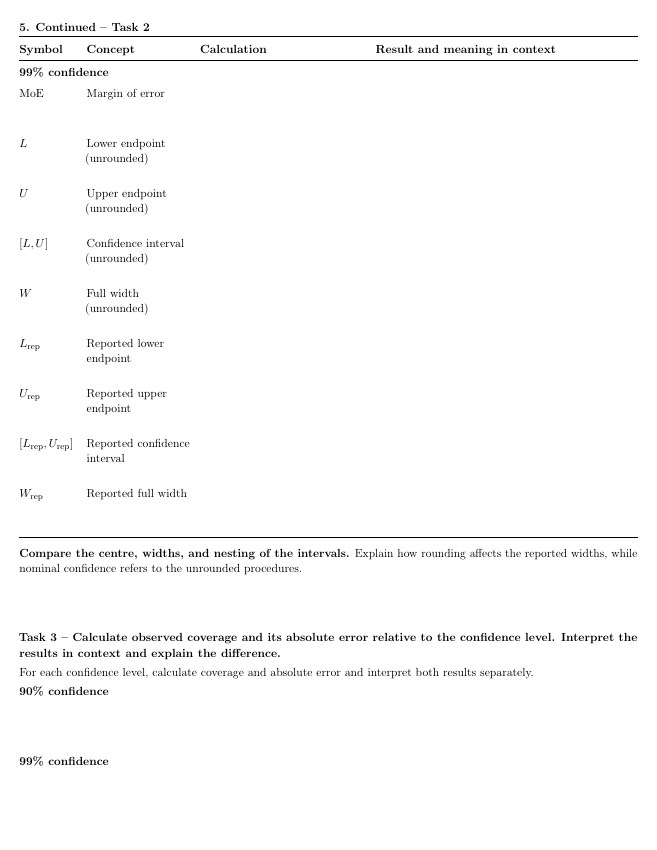 5. Continued – Task 2
Symbol Concept Calculation Result and meaning in context
99% confidence
MoE Margin of error
L Lower endpoint
(unrounded)
U Upper endpoint
(unrounded)
[L, U] Confidence interval
(unrounded)
W Full width
(unrounded)
L_rep Reported lower
endpoint
U_rep Reported upper
endpoint
[L_rep, U_rep] Reported confidence
interval
W_rep Reported full width
Compare the centre, widths, and nesting of the intervals. Explain how rounding affects the reported widths, while
nominal confidence refers to the unrounded procedures.
Task 3 – Calculate observed coverage and its absolute error relative to the confidence level. Interpret the
results in context and explain the difference.
For each confidence level, calculate coverage and absolute error and interpret both results separately.
90% confidence
99% confidence